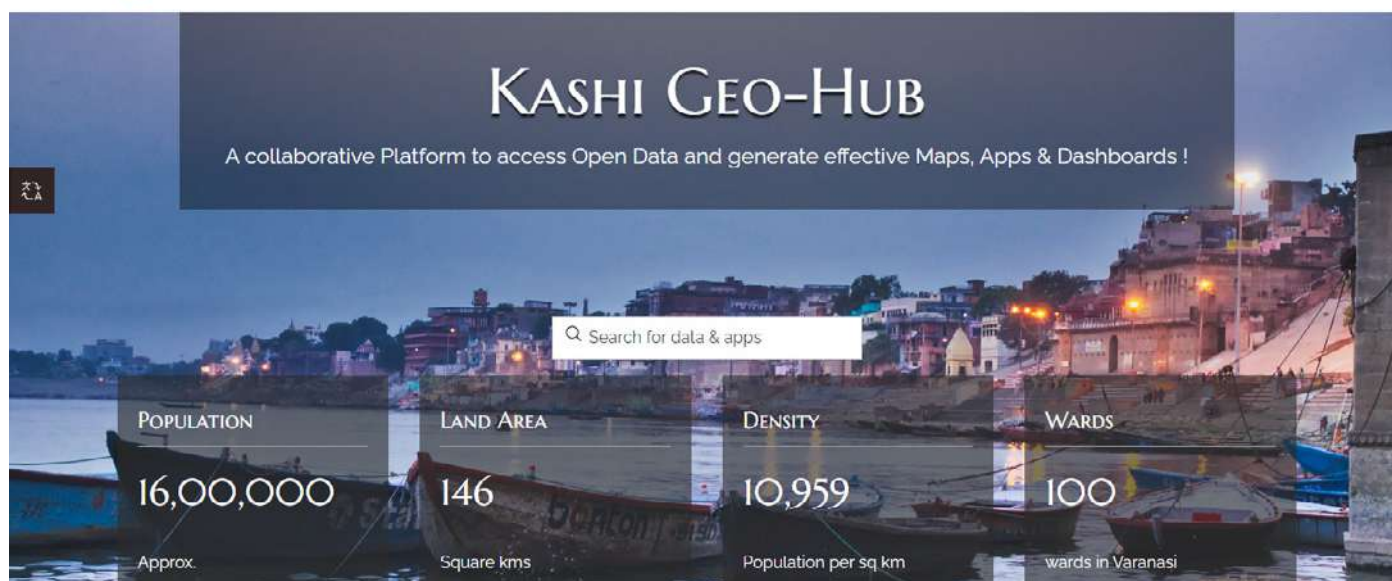 Kashi Geo-Hub
A collaborative Platform to access Open Data and generate effective Maps, Apps & Dashboards !
Search for data & apps
Population
16,00,000
Approx.
Land Area
146
Square kms
Density
10,959
Population per sq km
Wards
100
wards in Varanasi